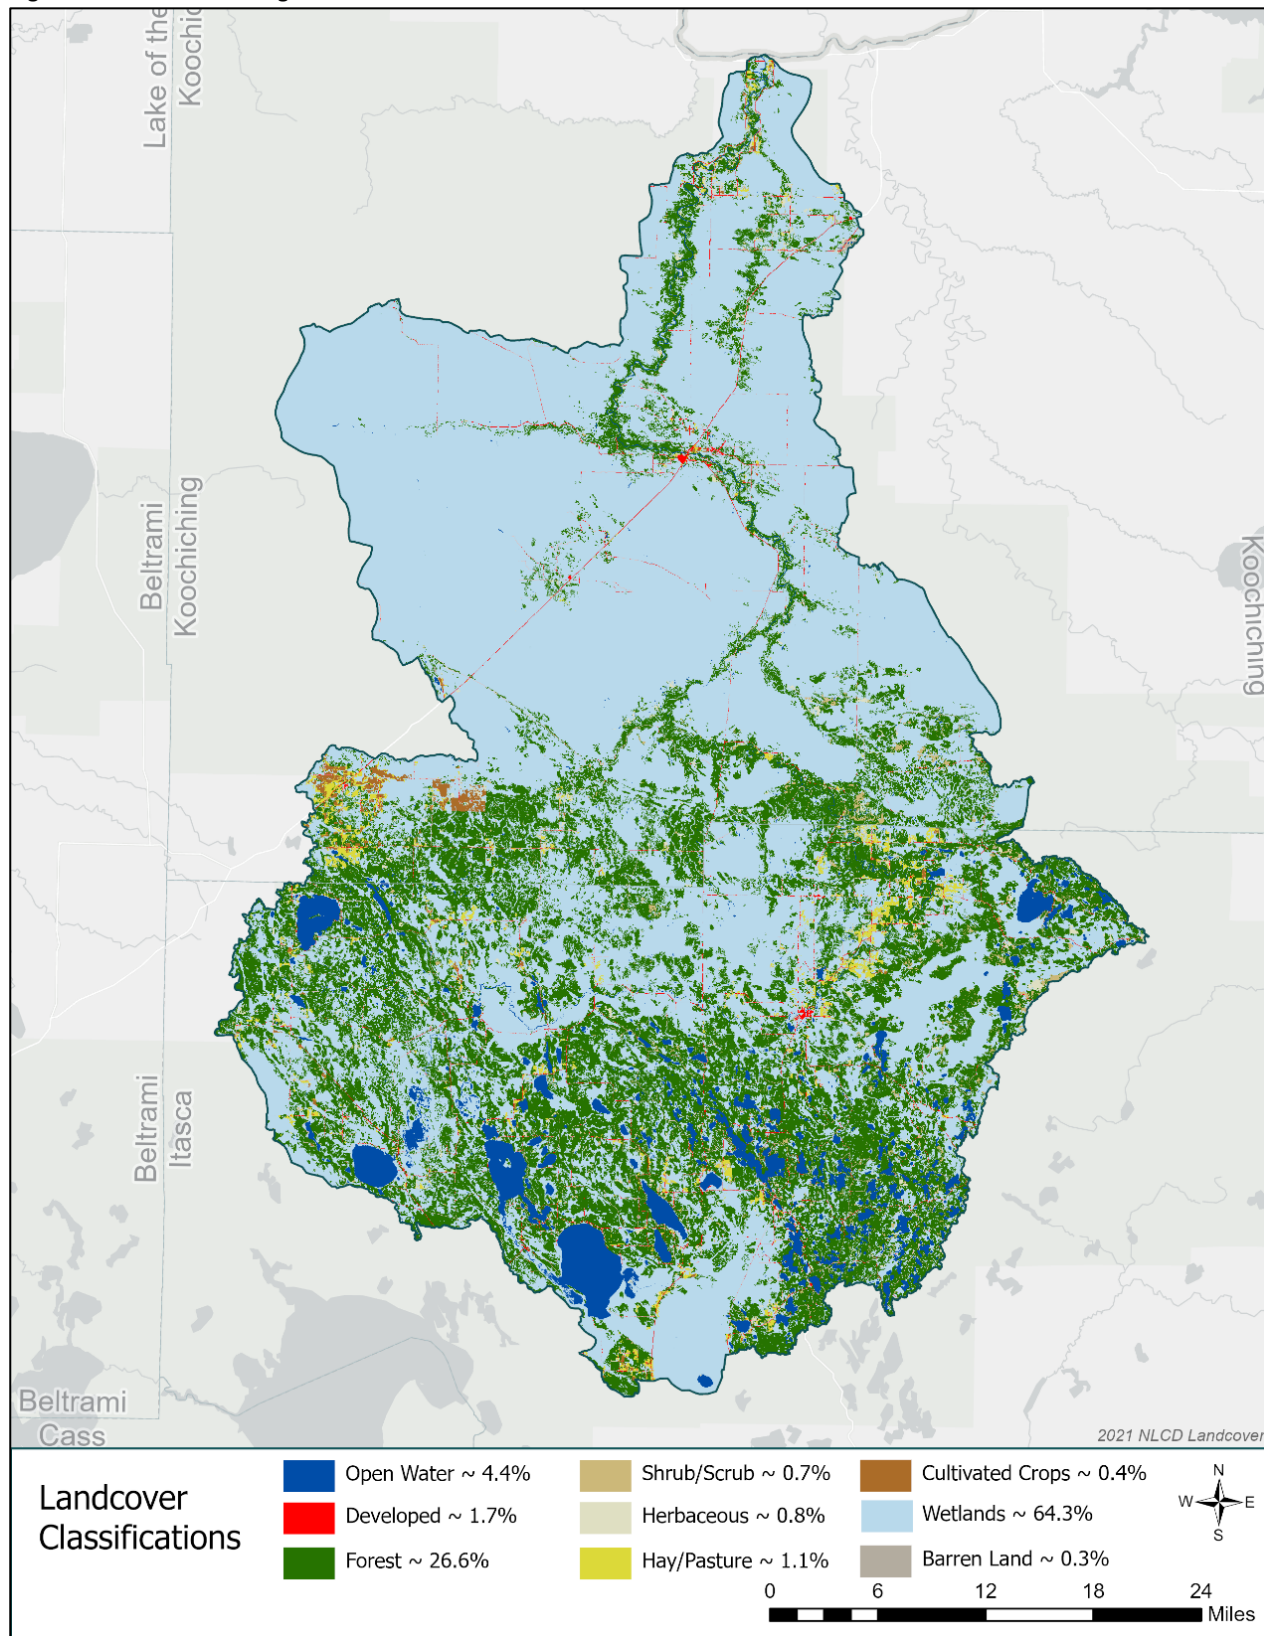 Lake of the
Koochic
Beltrami
Koochiching
Koochiching
Beltrami
Itasca
Beltrami
Cass
2021 NLCD Landcover
Landcover
Classifications
Open Water ~ 4.4%
Developed ~ 1.7%
Forest ~ 26.6%
Shrub/Scrub ~ 0.7%
Herbaceous ~ 0.8%
Hay/Pasture ~ 1.1%
Cultivated Crops ~ 0.4%
Wetlands ~ 64.3%
Barren Land ~ 0.3%
N
W E
S
0 6 12 18 24
Miles